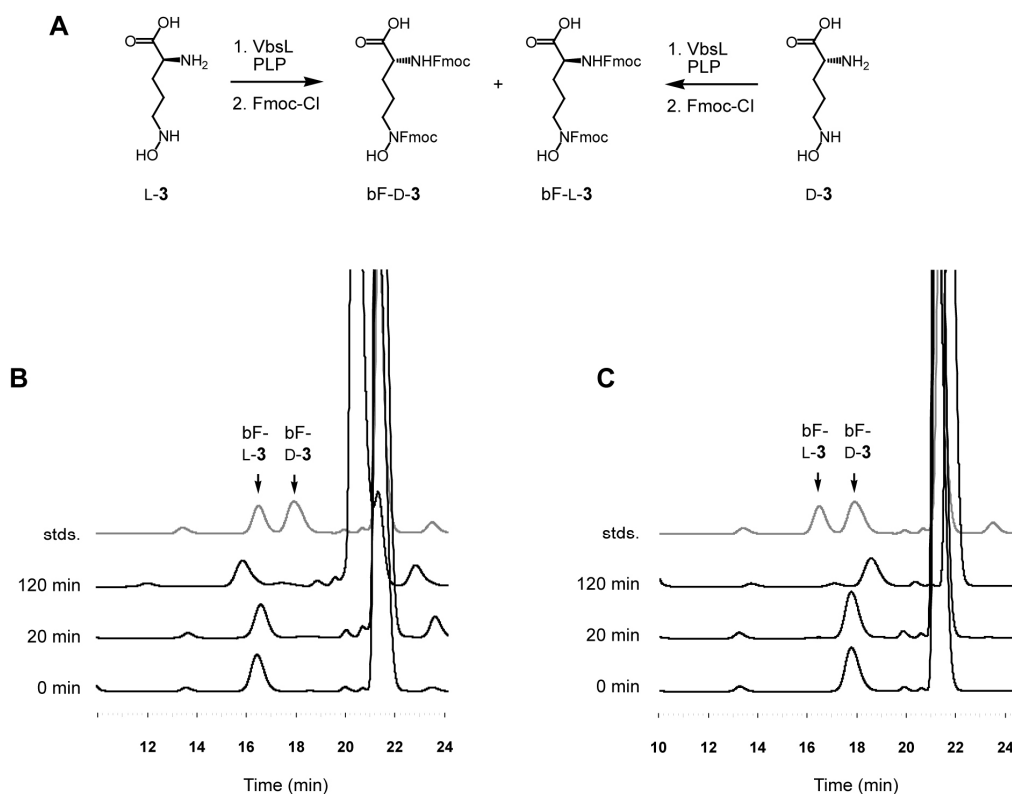 A
OH
O
NH₂
NH
HO
L-3
1. VbsL
PLP
2. Fmoc-Cl
OH
O
NHFmoc
NFmoc
HO
bF-D-3
+
OH
O
NHFmoc
NFmoc
HO
bF-L-3
1. VbsL
PLP
2. Fmoc-Cl
OH
O
NH₂
NH
HO
D-3
B
bF-
L-3
bF-
D-3
stds.
120 min
20 min
0 min
12 14 16 18 20 22 24
Time (min)
C
bF-
L-3
bF-
D-3
stds.
120 min
20 min
0 min
10 12 14 16 18 20 22 24
Time (min)